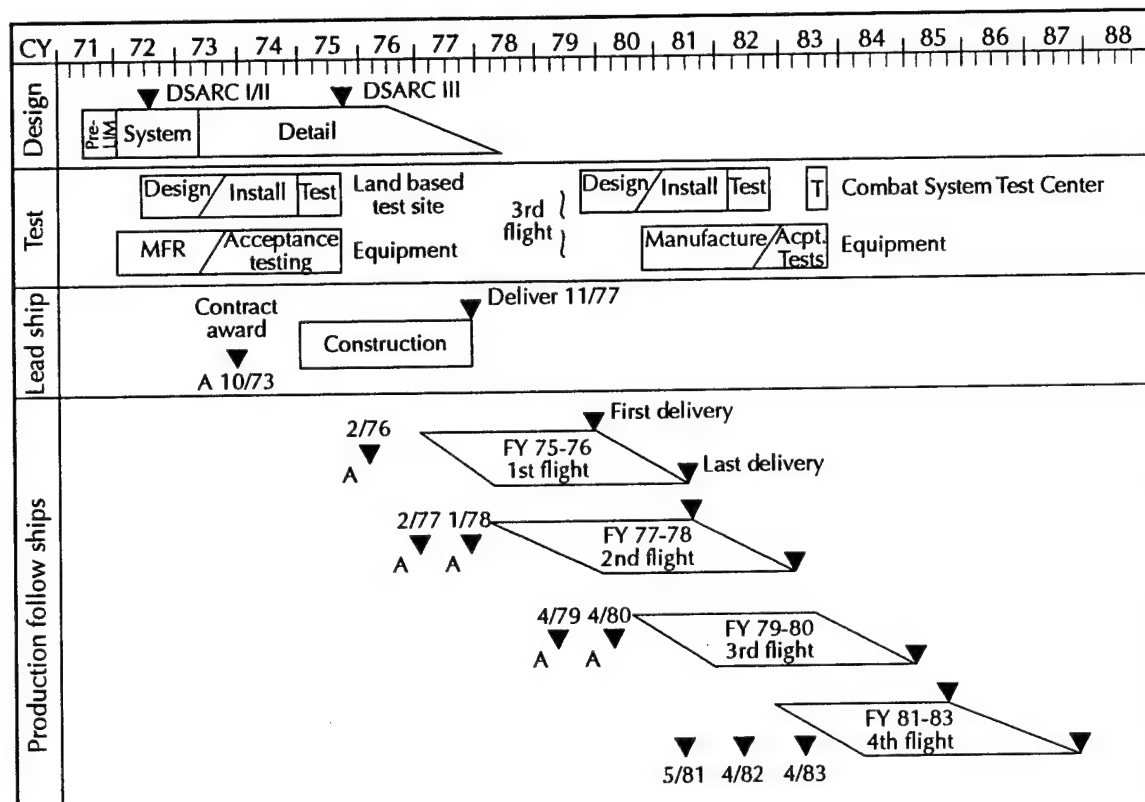 CY 71 72 73 74 75 76 77 78 79 80 81 82 83 85 86 87 88
Design
DSARC I/II
DSARC III
Pre-
LIM
System
Detail
Test
Design
Install
Test
Land based
test site
3rd
flight
Design
Install
Test
T
Combat System Test Center
MFR
Acceptance
testing
Equipment
Manufacture
Acpt.
Tests
Equipment
Lead ship
Contract
award
A 10/73
Construction
Deliver 11/77
Production follow ships
2/76
A
FY 75-76
1st flight
First delivery
Last delivery
2/77 1/78
A A
FY 77-78
2nd flight
4/79 4/80
A A
FY 79-80
3rd flight
FY 81-83
4th flight
5/81 4/82 4/83